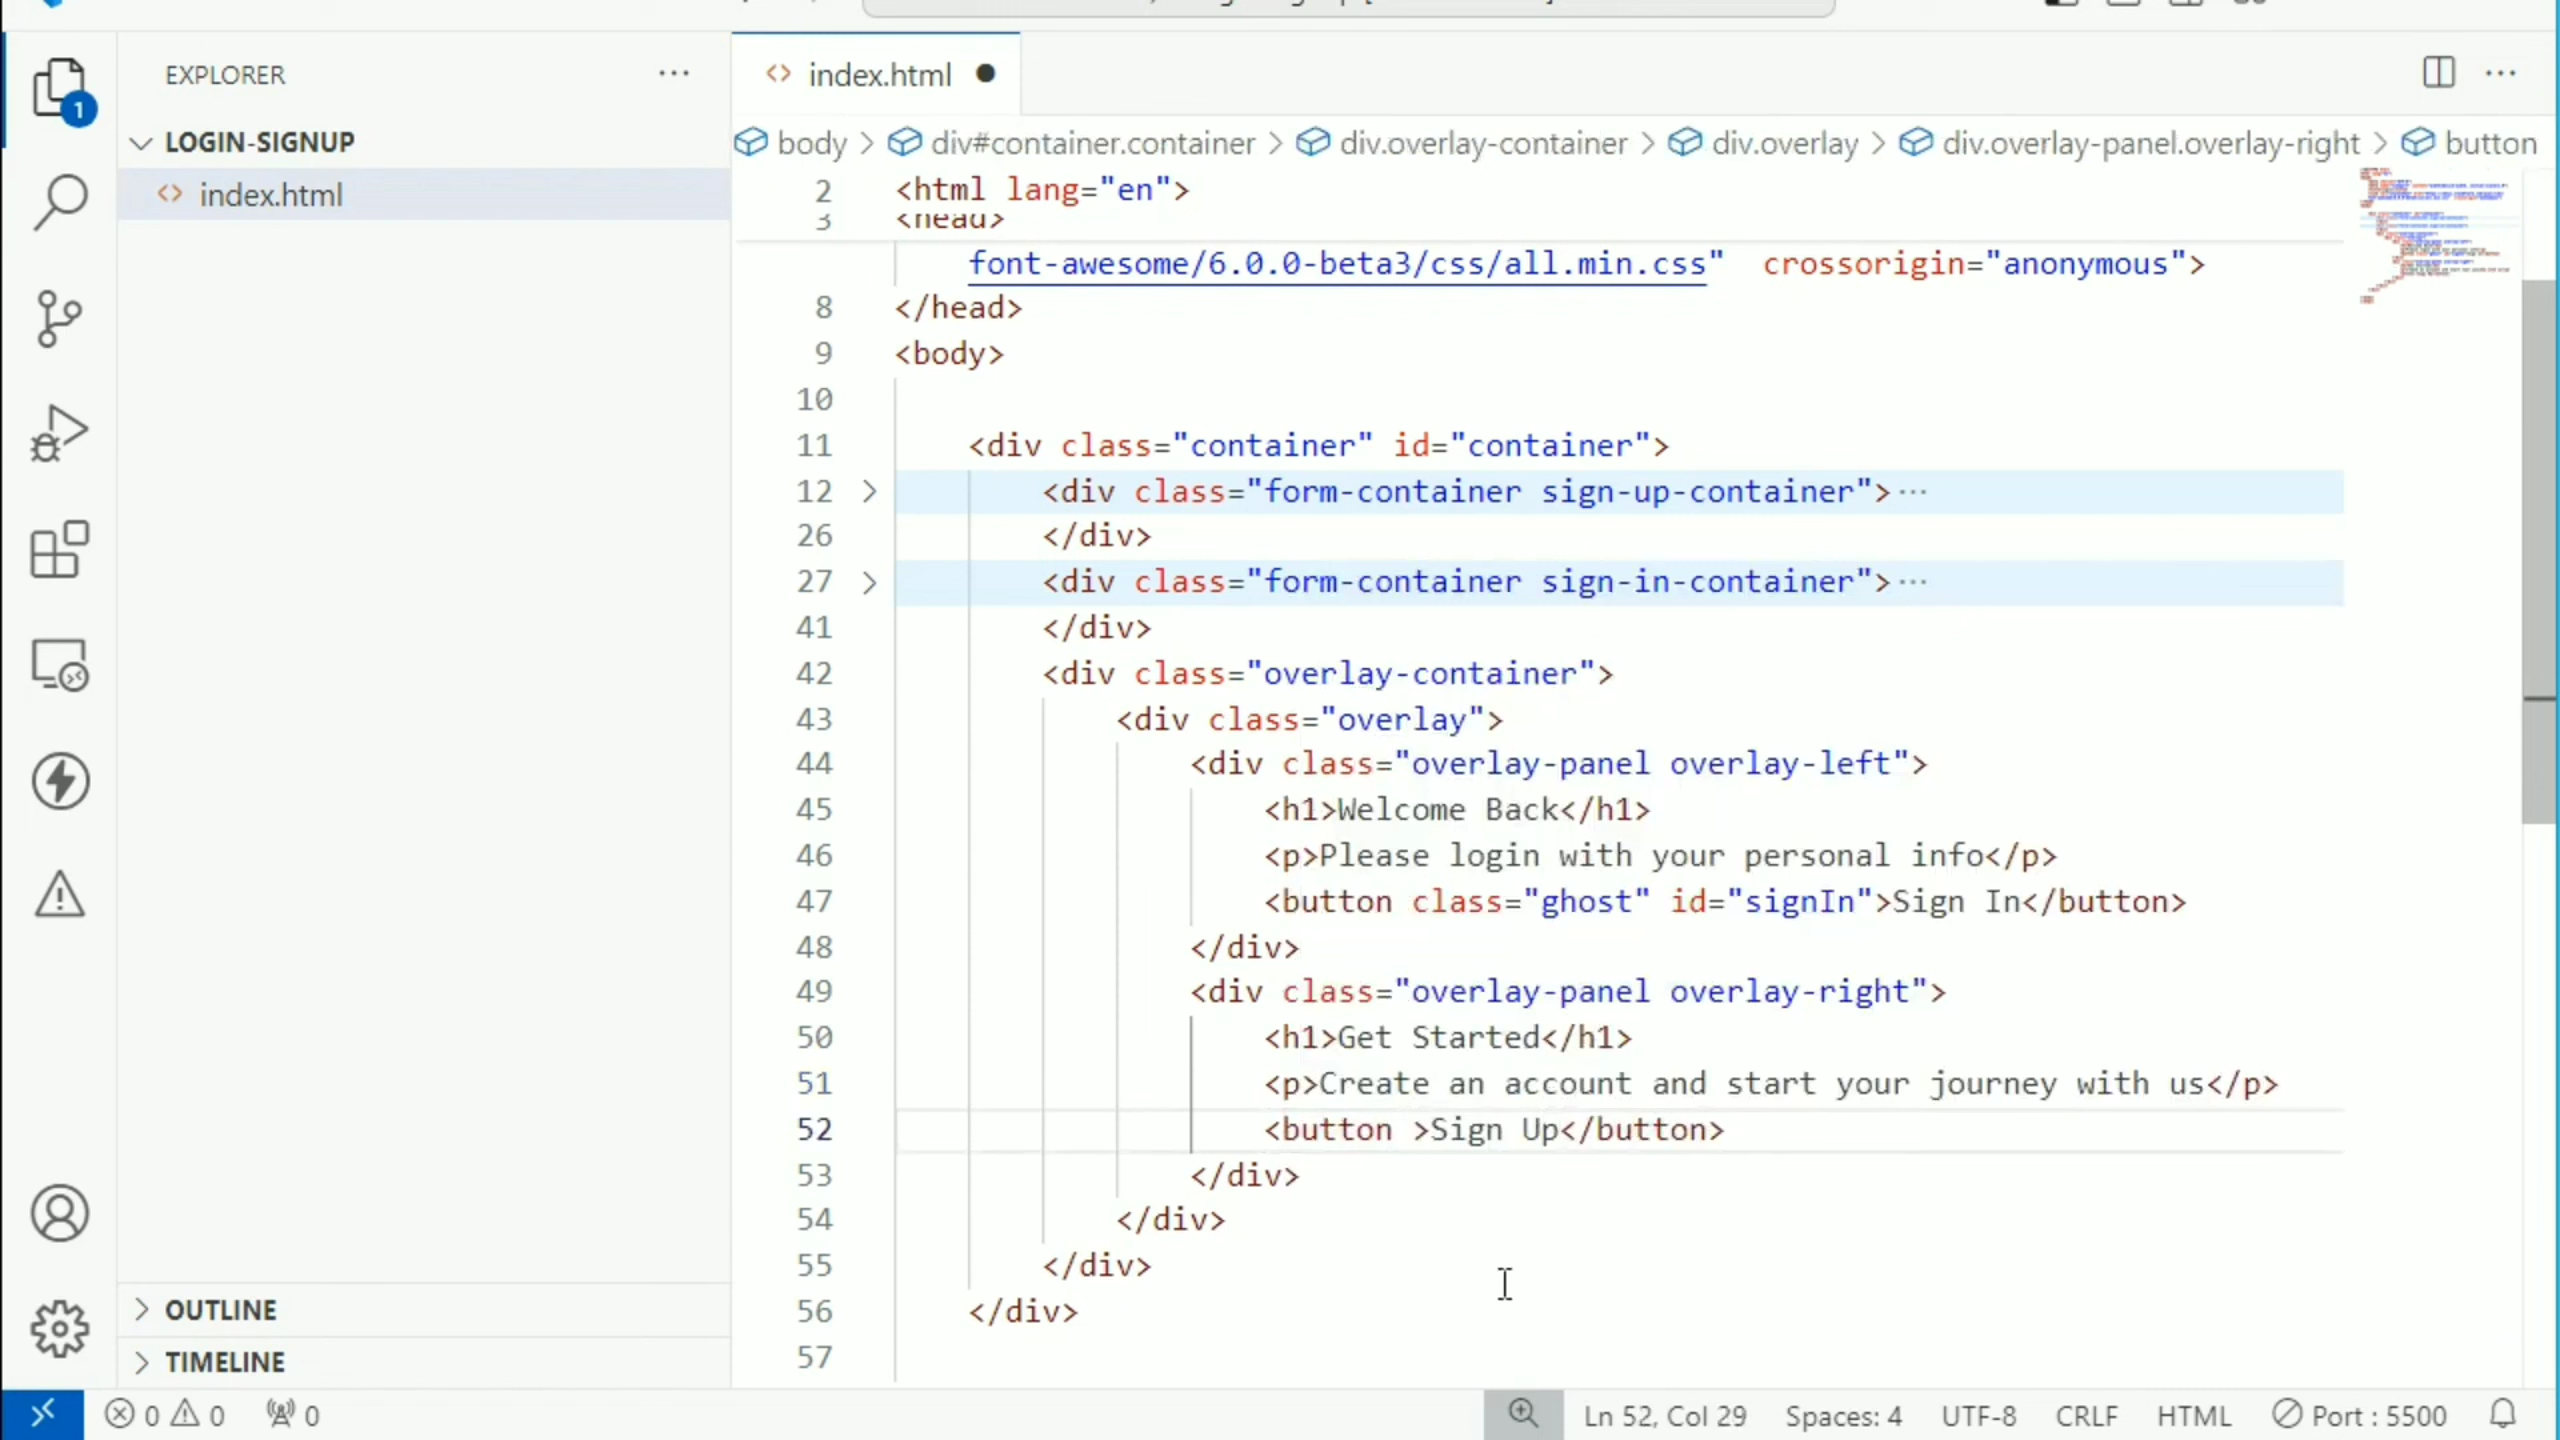 EXPLORER
1
LOGIN-SIGNUP
index.html
OUTLINE
TIMELINE
index.html
body > div#container.container > div.overlay-container > div.overlay > div.overlay-panel.overlay-right > button
2 <html lang="en">
3 <head>
font-awesome/6.0.0-beta3/css/all.min.css" crossorigin="anonymous">
8 </head>
9 <body>
10
11 <div class="container" id="container">
12 <div class="form-container sign-up-container">···
26 </div>
27 <div class="form-container sign-in-container">···
41 </div>
42 <div class="overlay-container">
43 <div class="overlay">
44 <div class="overlay-panel overlay-left">
45 <h1>Welcome Back</h1>
46 <p>Please login with your personal info</p>
47 <button class="ghost" id="signIn">Sign In</button>
48 </div>
49 <div class="overlay-panel overlay-right">
50 <h1>Get Started</h1>
51 <p>Create an account and start your journey with us</p>
52 <button >Sign Up</button>
53 </div>
54 </div>
55 </div>
56 </div>
57
0 0 0 Ln 52, Col 29 Spaces: 4 UTF-8 CRLF HTML Port : 5500